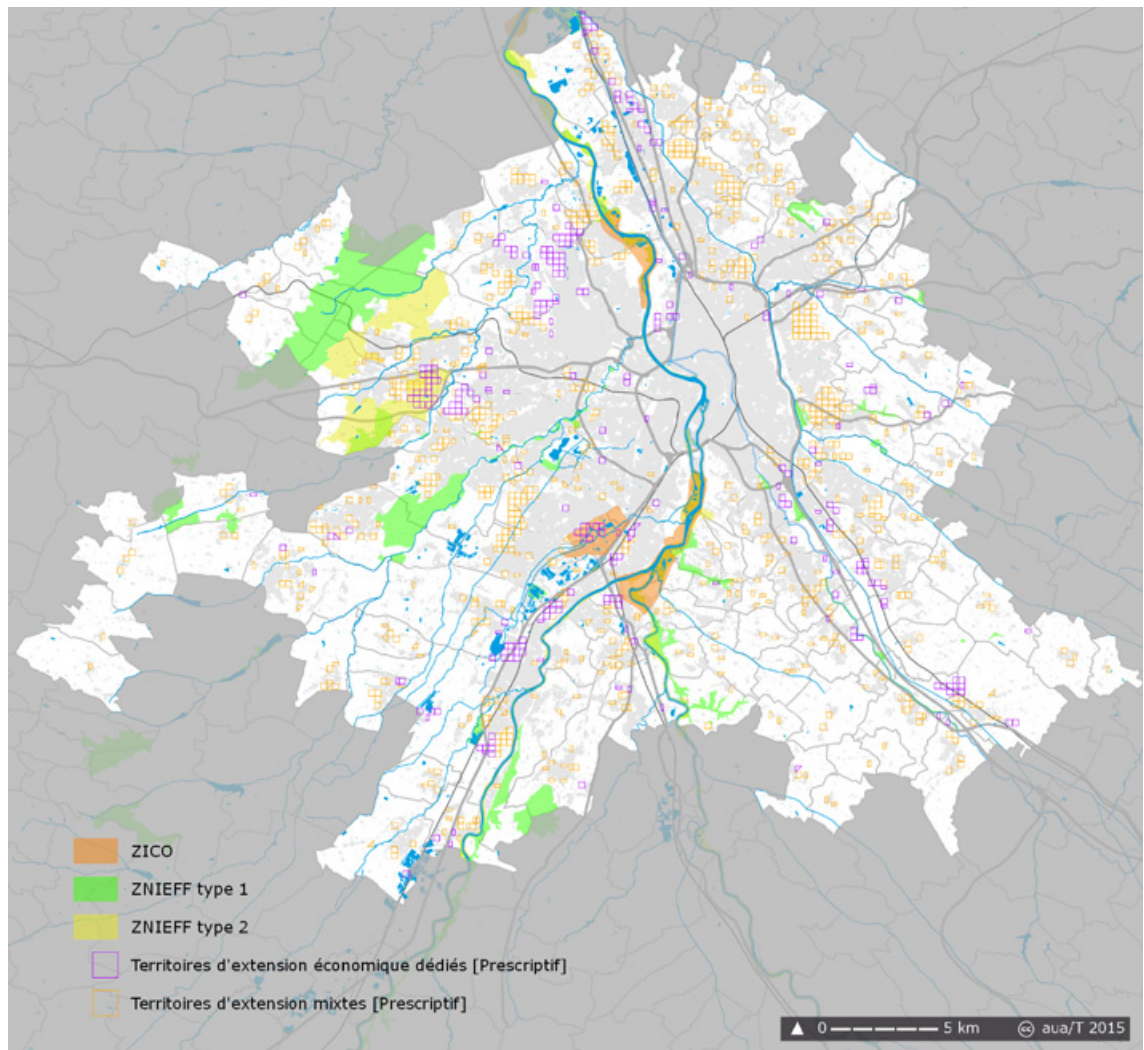 ZICO
ZNIEFF type 1
ZNIEFF type 2
Territoires d'extension économique dédiés [Prescriptif]
Territoires d'extension mixtes [Prescriptif]
0 5 km cc aua/T 2015